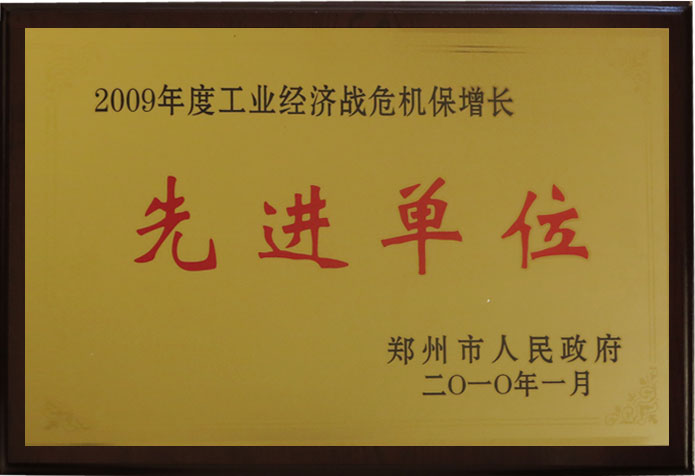 2009年度工业经济战危机保增长
先进单位
郑州市人民政府
二〇一〇年一月